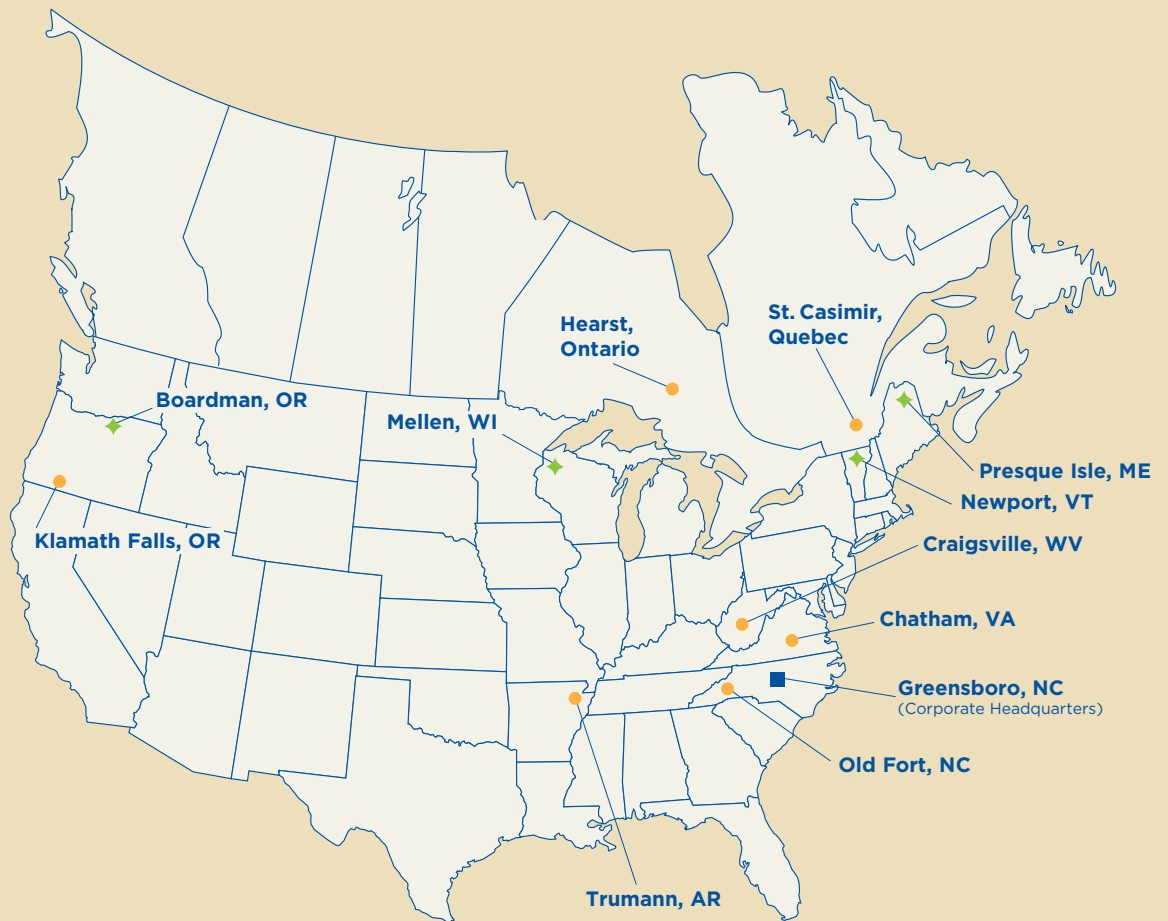 Hearst,
Ontario
St. Casimir,
Quebec
Boardman, OR
Mellen, WI
Presque Isle, ME
Newport, VT
Klamath Falls, OR
Craigsville, WV
Chatham, VA
Greensboro, NC
(Corporate Headquarters)
Old Fort, NC
Trumann, AR